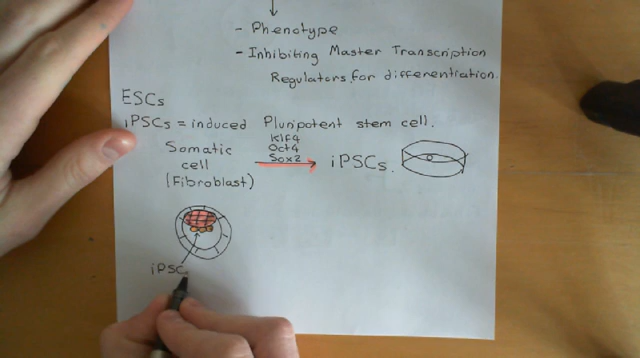 - Phenotype
- Inhibiting Master Transcription
Regulators for differentiation.
ESCs
iPSCs = induced Pluripotent stem cell.
Klf4
Oct4
Sox2
Somatic
cell
(Fibroblast)
iPSCs.
iPSC